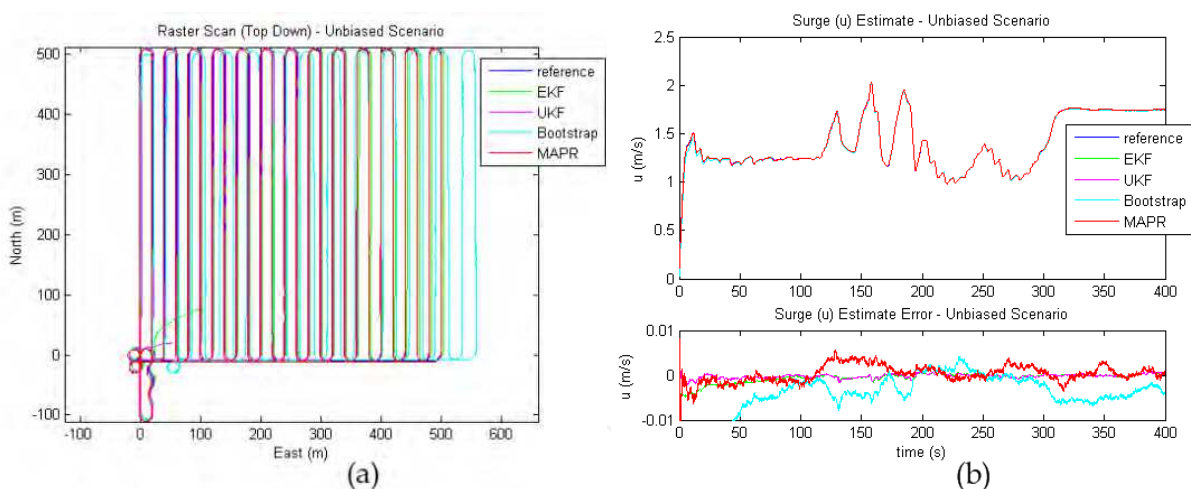 Raster Scan (Top Down) - Unbiased Scenario
500
400
300
200
100
0
-100
North (m)
-100
0
100
200
300
400
500
600
East (m)
reference
EKF
UKF
Bootstrap
MAPR
(a)
Surge (u) Estimate - Unbiased Scenario
2.5
2
1.5
1
0.5
0
u (m/s)
0
50
100
150
200
250
300
350
400
reference
EKF
UKF
Bootstrap
MAPR
Surge (u) Estimate Error - Unbiased Scenario
0.01
0
-0.01
u (m/s)
0
50
100
150
200
250
300
350
400
time (s)
(b)